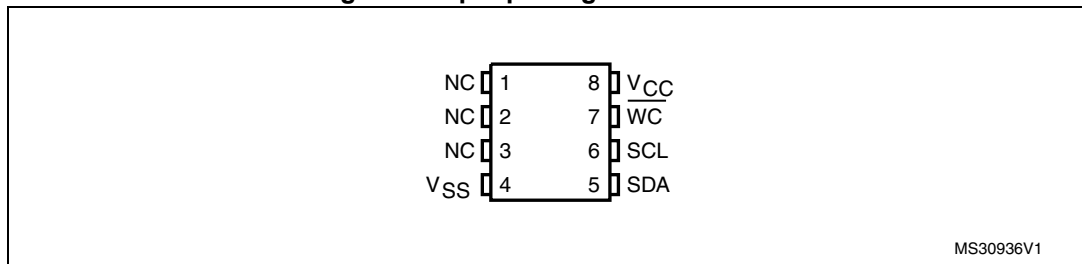 NC 1 8 VCC
NC 2 7 WC
NC 3 6 SCL
VSS 4 5 SDA
MS30936V1